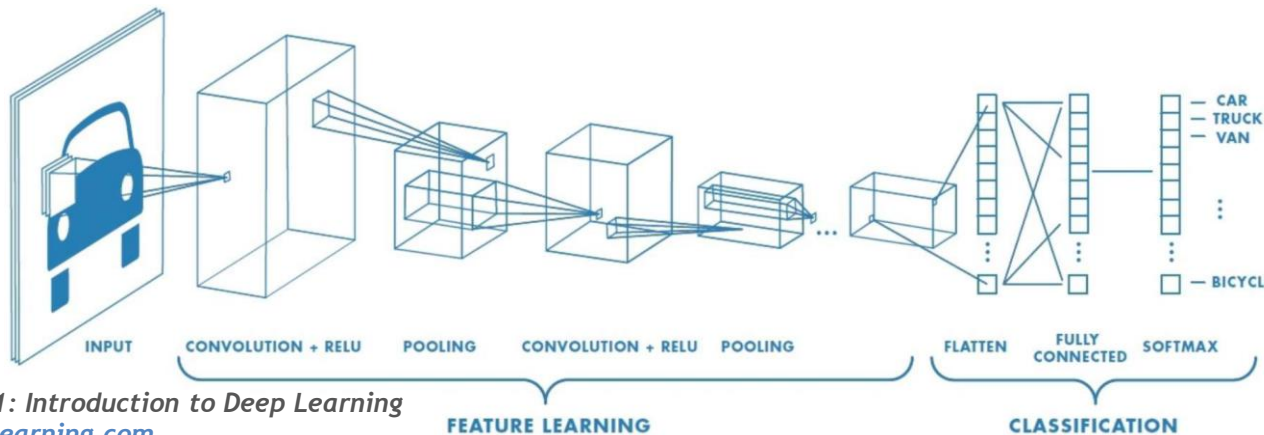 CAR
TRUCK
VAN
BICYCL
INPUT
CONVOLUTION + RELU
POOLING
CONVOLUTION + RELU
POOLING
FLATTEN
FULLY
CONNECTED
SOFTMAX
1: Introduction to Deep Learning
FEATURE LEARNING
CLASSIFICATION
earning.com